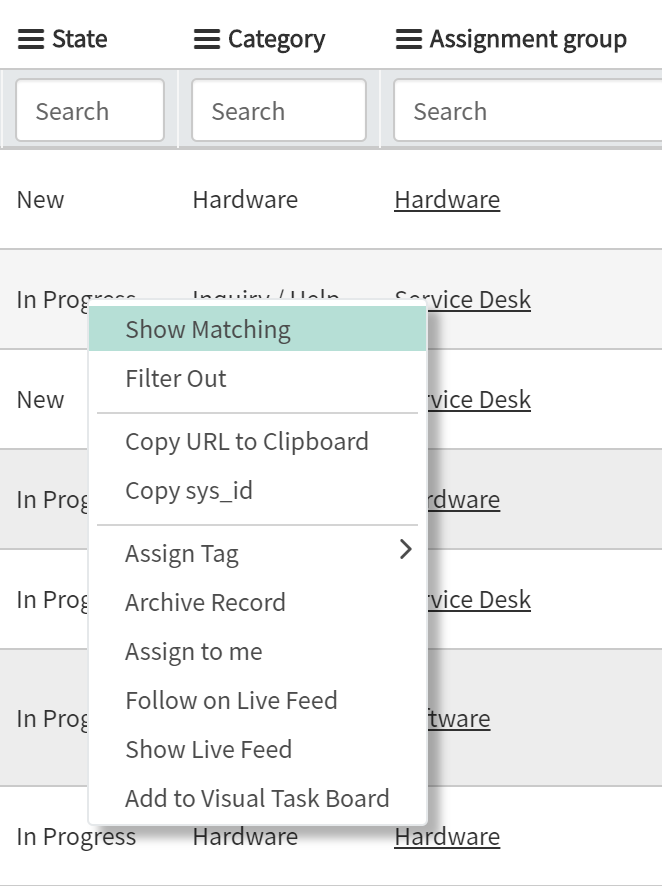 State Category Assignment group
Search Search Search
New Hardware Hardware
In Progress Inquiry / Help Service Desk
Show Matching
Filter Out
New
Copy URL to Clipboard
Copy sys_id
Assign Tag
Archive Record
Assign to me
Follow on Live Feed
Show Live Feed
Add to Visual Task Board
In Progress Hardware Hardware